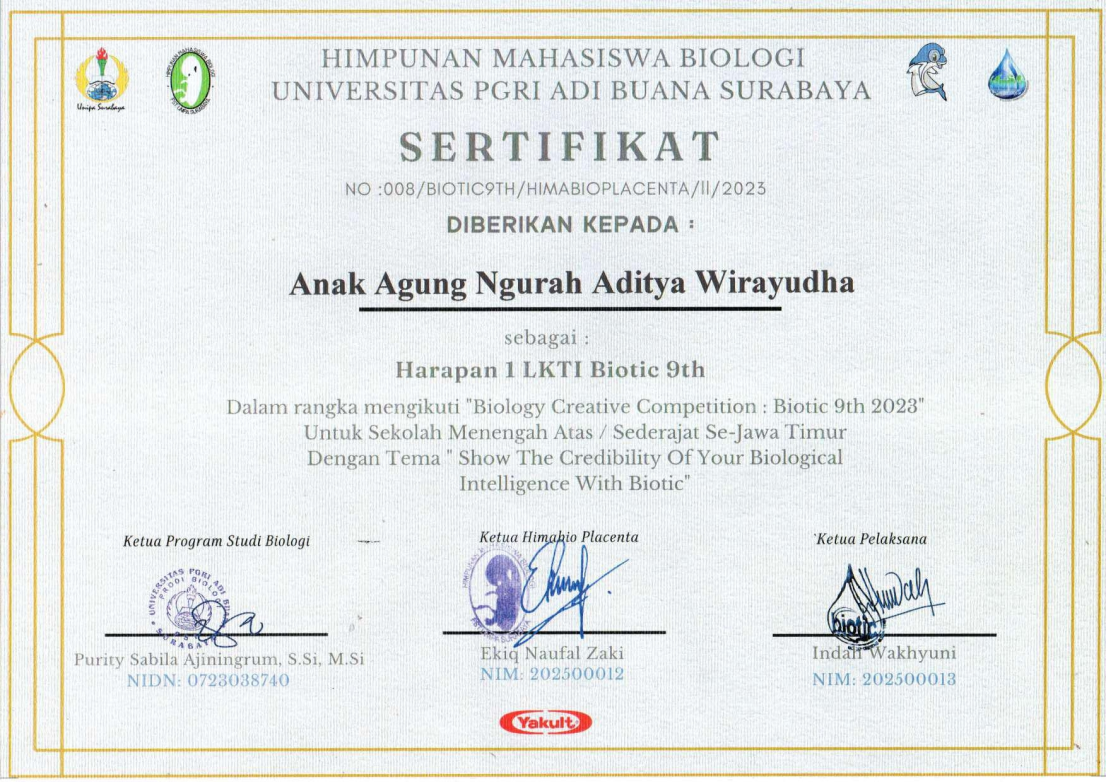 HIMPUNAN MAHASISWA BIOLOGI
UNIVERSITAS PGRI ADI BUANA SURABAYA
Unipa Surabaya
SERTIFIKAT
NO :008/BIOTIC9TH/HIMABIOPLACENTA/II/2023
DIBERIKAN KEPADA :
Anak Agung Ngurah Aditya Wirayudha
sebagai :
Harapan 1 LKTI Biotic 9th
Dalam rangka mengikuti "Biology Creative Competition : Biotic 9th 2023"
Untuk Sekolah Menengah Atas / Sederajat Se-Jawa Timur
Dengan Tema " Show The Credibility Of Your Biological
Intelligence With Biotic"
Ketua Program Studi Biologi
Ketua Himabio Placenta
Ketua Pelaksana
UNIVERSITAS PGRI ADI
PRODI BIOLO
SURABAYA
biotic
Purity Sabila Ajiningrum, S.Si, M.Si
Ekiq Naufal Zaki
Indah Wakhyuni
NIDN: 0723038740
NIM: 202500012
NIM: 202500013
Yakult